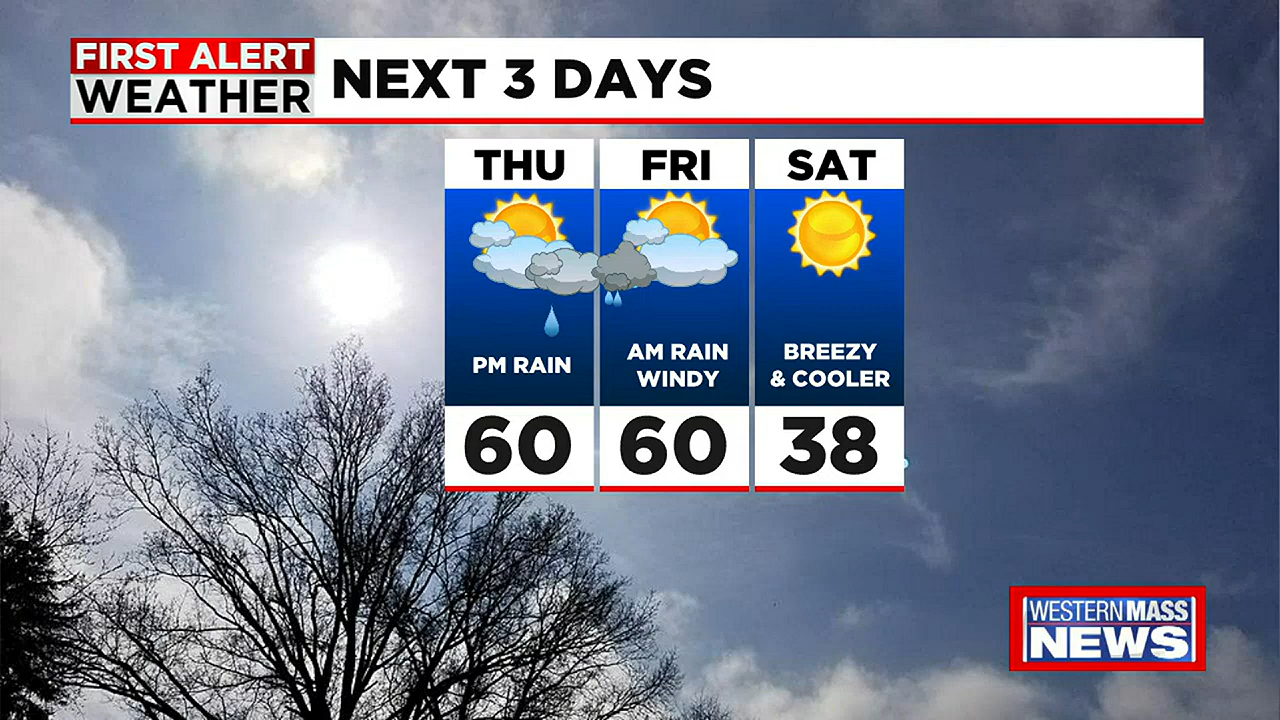 FIRST ALERT
WEATHER
NEXT 3 DAYS
THU
FRI
SAT
PM RAIN
AM RAIN
WINDY
BREEZY
& COOLER
60
60
38
WESTERN MASS
NEWS